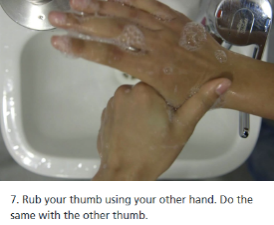 7. Rub your thumb using your other hand. Do the
same with the other thumb.